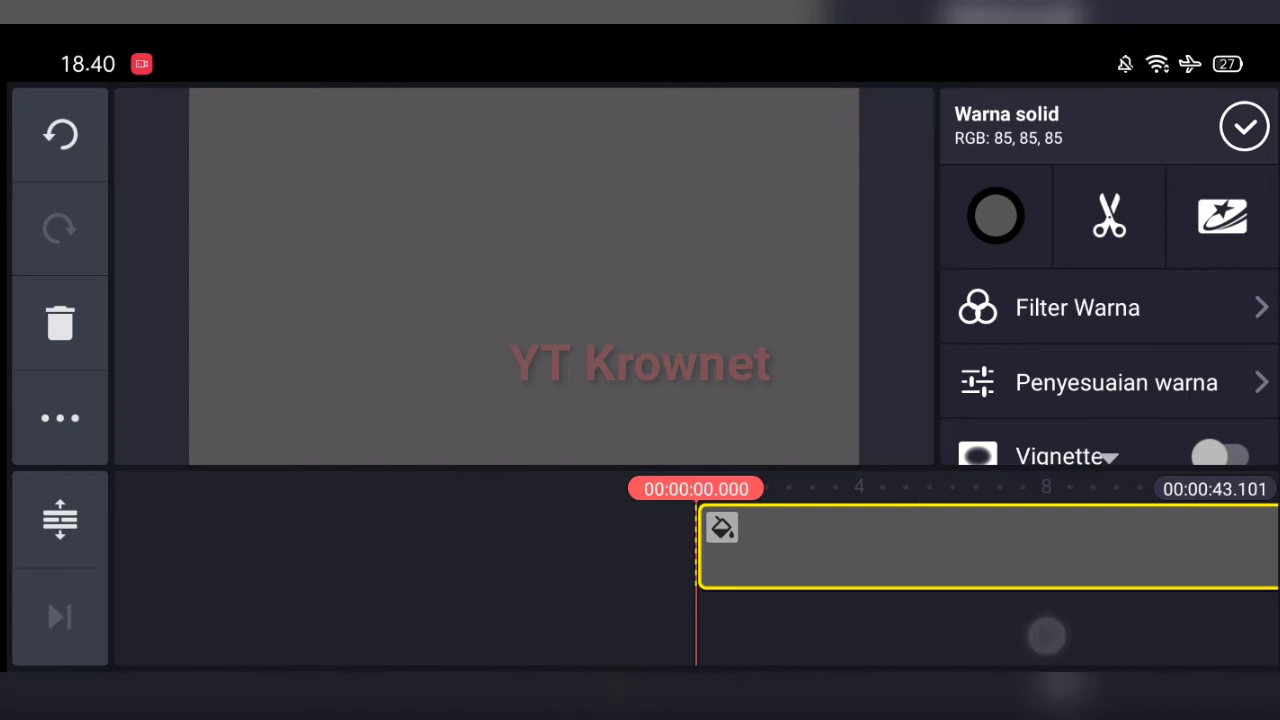 18.40
27
Warna solid
RGB: 85, 85, 85
Filter Warna
YT Krownet
Penyesuaian warna
Vignette
00:00:00.000
4
8
00:00:43.101